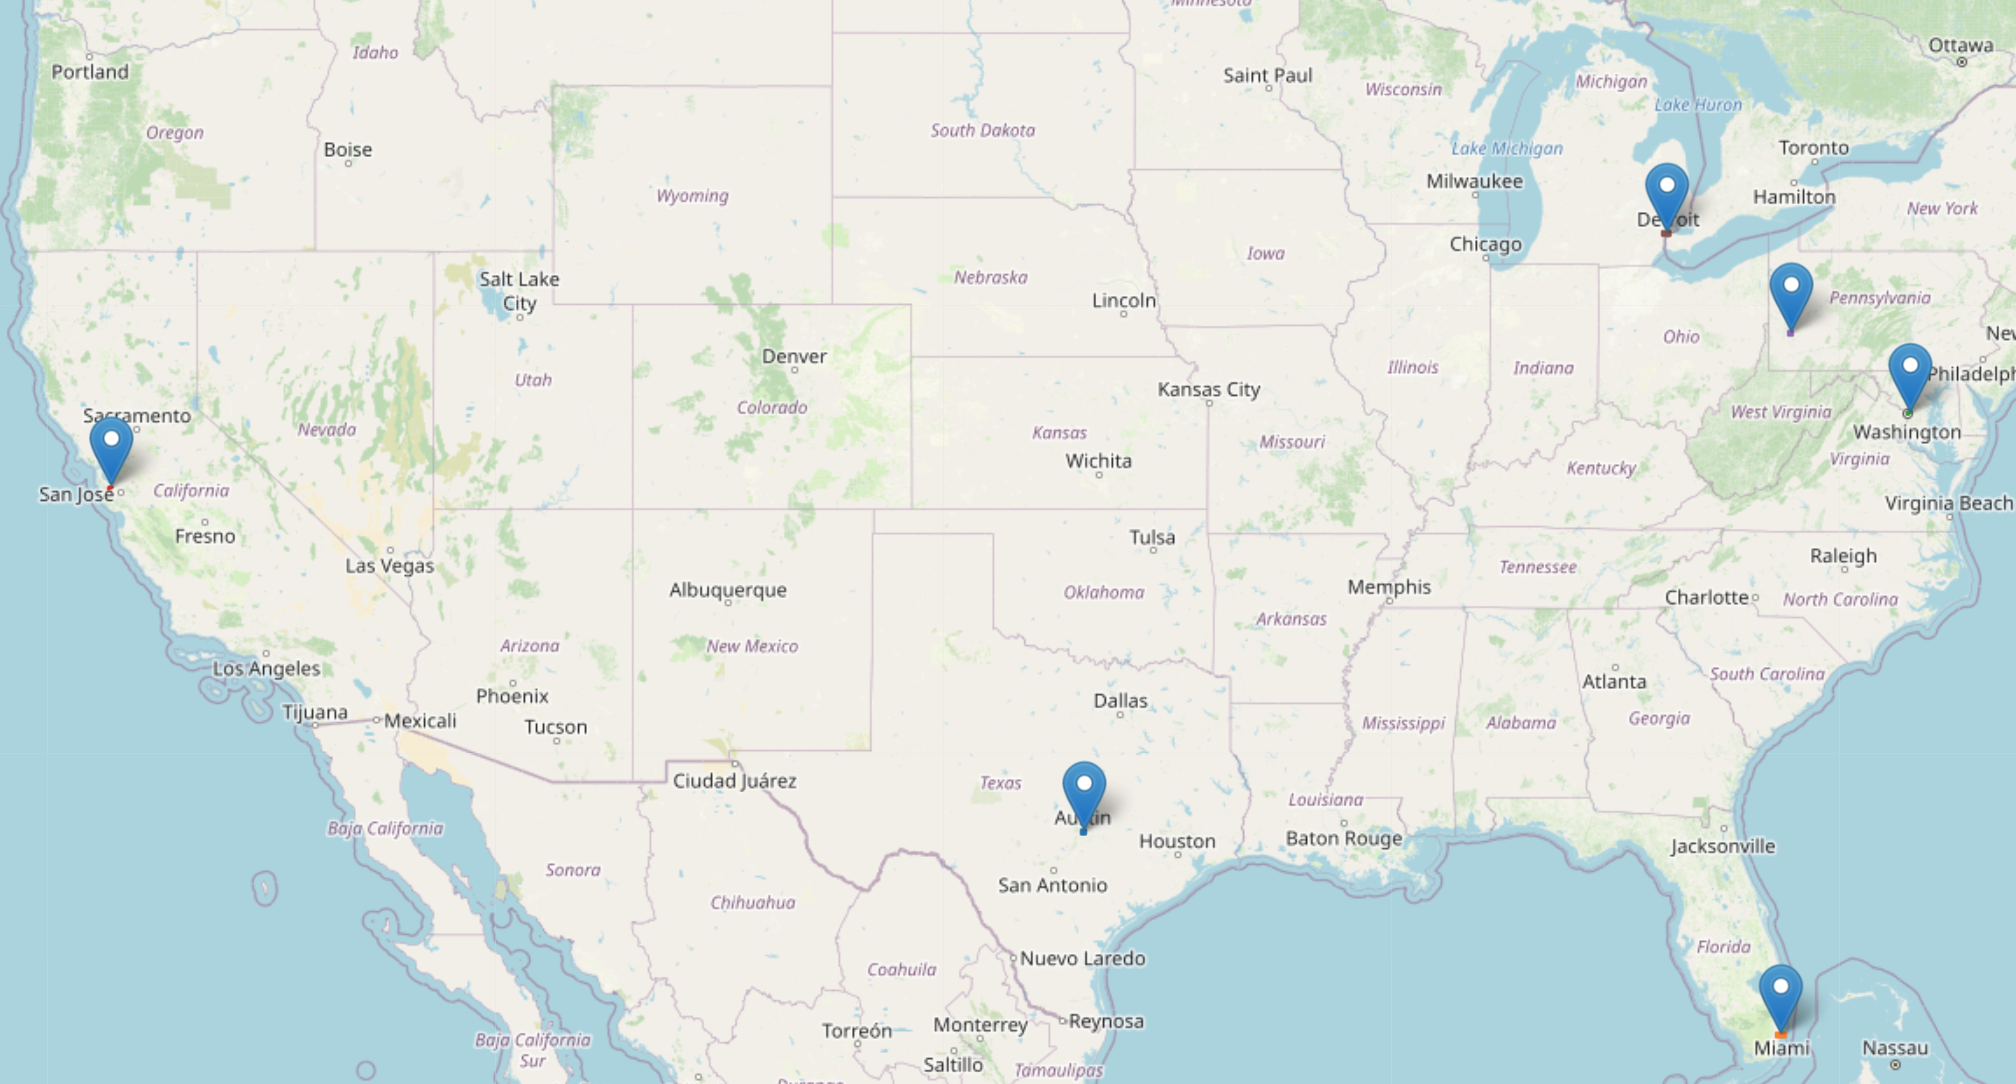 Minnesota
Ottawa
Portland
Idaho
Saint Paul
Michigan
Wisconsin
Lake Huron
Oregon
South Dakota
Boise
Lake Michigan
Toronto
Milwaukee
Wyoming
Hamilton
New York
Detroit
Chicago
Iowa
Salt Lake
City
Nebraska
Lincoln
Pennsylvania
Ohio
New
Denver
Utah
Illinois
Indiana
Philadelph
Kansas City
Colorado
Sacramento
West Virginia
Nevada
Kansas
Missouri
Washington
Wichita
Virginia
Kentucky
San Jose
California
Virginia Beach
Fresno
Tulsa
Raleigh
Las Vegas
Tennessee
Albuquerque
Oklahoma
Memphis
Charlotte
North Carolina
Arkansas
Arizona
New Mexico
Los Angeles
South Carolina
Atlanta
Phoenix
Dallas
Tijuana
Mexicali
Tucson
Mississippi
Alabama
Georgia
Ciudad Juárez
Texas
Louisiana
Austin
Baja California
Houston
Baton Rouge
Jacksonville
Sonora
San Antonio
Chihuahua
Florida
Nuevo Laredo
Coahuila
Torreón
Monterrey
Reynosa
Baja California
Sur
Miami
Nassau
Saltillo
Tamaulipas
Durango